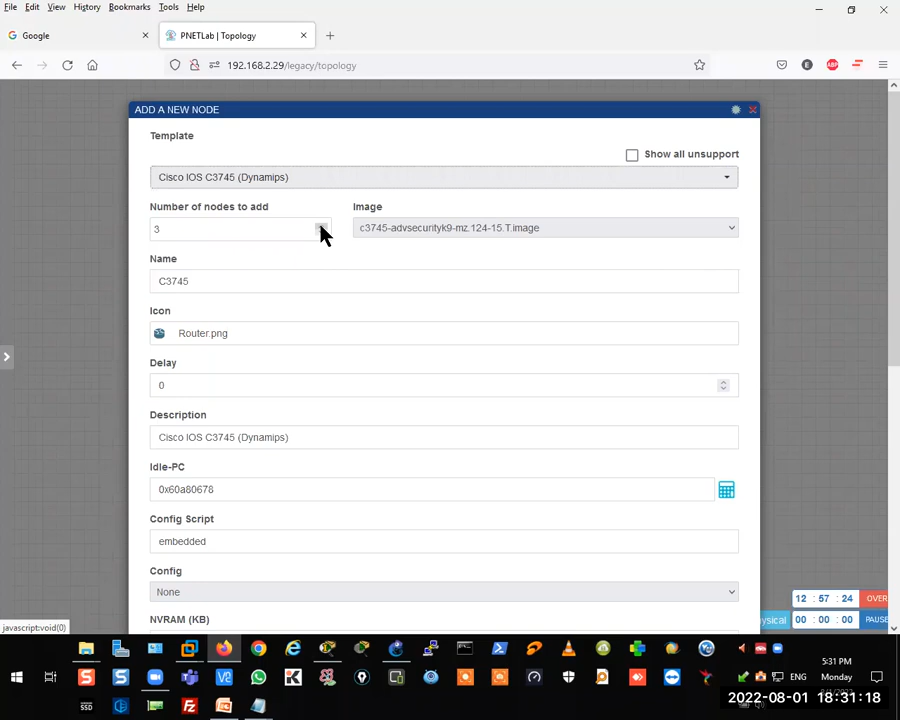 File Edit View History Bookmarks Tools Help
Google
PNETLab | Topology
192.168.2.29/legacy/topology
ADD A NEW NODE
Template
Show all unsupport
Cisco IOS C3745 (Dynamips)
Number of nodes to add
Image
3
c3745-advsecurityk9-mz.124-15.T.image
Name
C3745
Icon
Router.png
Delay
0
Description
Cisco IOS C3745 (Dynamips)
Idle-PC
0x60a80678
Config Script
embedded
Config
None
NVRAM (KB)
12 : 57 : 24 OVER
00 : 00 : 00 PAUS
hysical
javascript:void(0)
5:31 PM
ENG
Monday
2022-08-01 18:31:18